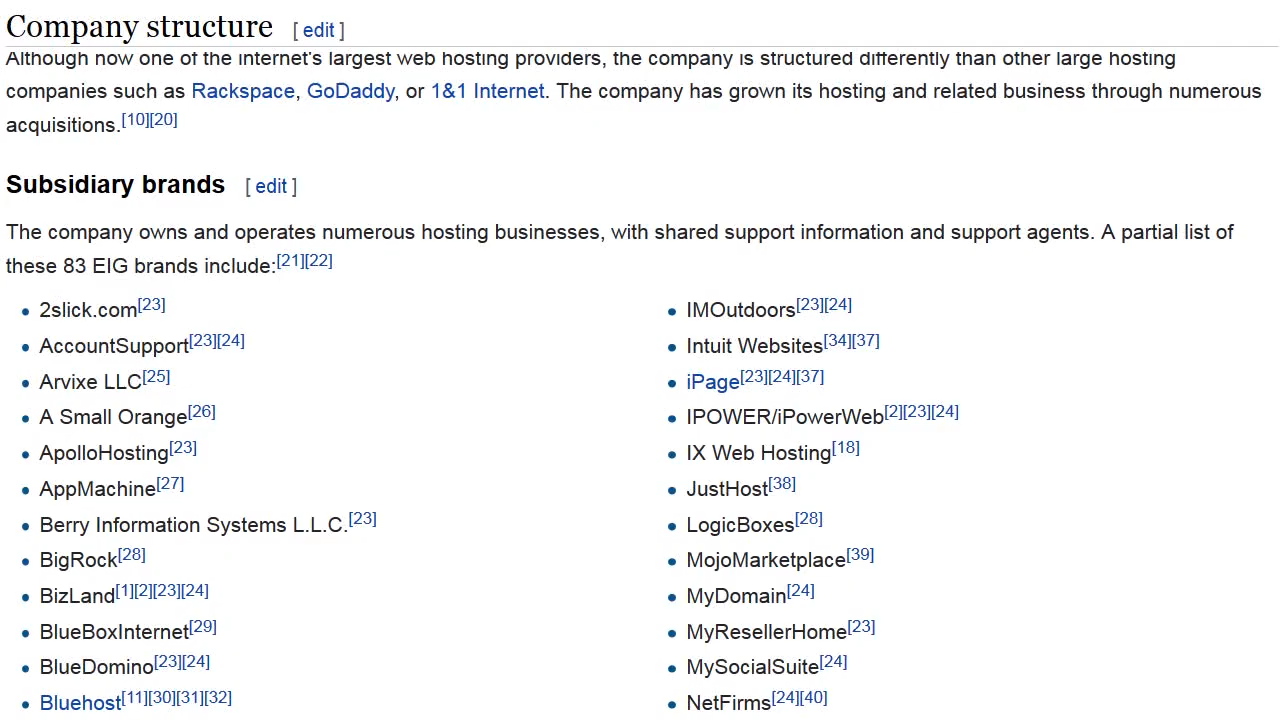 Company structure [ edit ]
Although now one of the internet's largest web hosting providers, the company is structured differently than other large hosting
companies such as Rackspace, GoDaddy, or 1&1 Internet. The company has grown its hosting and related business through numerous
acquisitions.[10][20]
Subsidiary brands [ edit ]
The company owns and operates numerous hosting businesses, with shared support information and support agents. A partial list of
these 83 EIG brands include:[21][22]
2slick.com[23]
AccountSupport[23][24]
Arvixe LLC[25]
A Small Orange[26]
ApolloHosting[23]
AppMachine[27]
Berry Information Systems L.L.C.[23]
BigRock[28]
BizLand[1][2][23][24]
BlueBoxInternet[29]
BlueDomino[23][24]
Bluehost[11][30][31][32]
IMOutdoors[23][24]
Intuit Websites[34][37]
iPage[23][24][37]
IPOWER/iPowerWeb[2][23][24]
IX Web Hosting[18]
JustHost[38]
LogicBoxes[28]
MojoMarketplace[39]
MyDomain[24]
MyResellerHome[23]
MySocialSuite[24]
NetFirms[24][40]